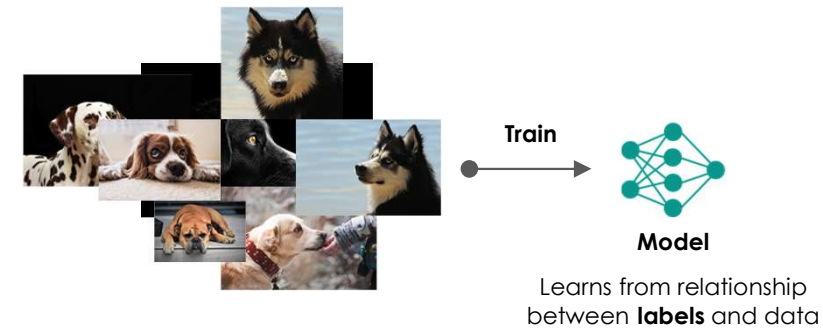 Train
Model
Learns from relationship
between labels and data